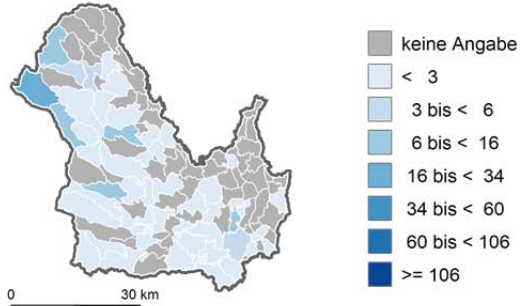 keine Angabe
< 3
3 bis < 6
6 bis < 16
16 bis < 34
34 bis < 60
60 bis < 106
>= 106
0 30 km